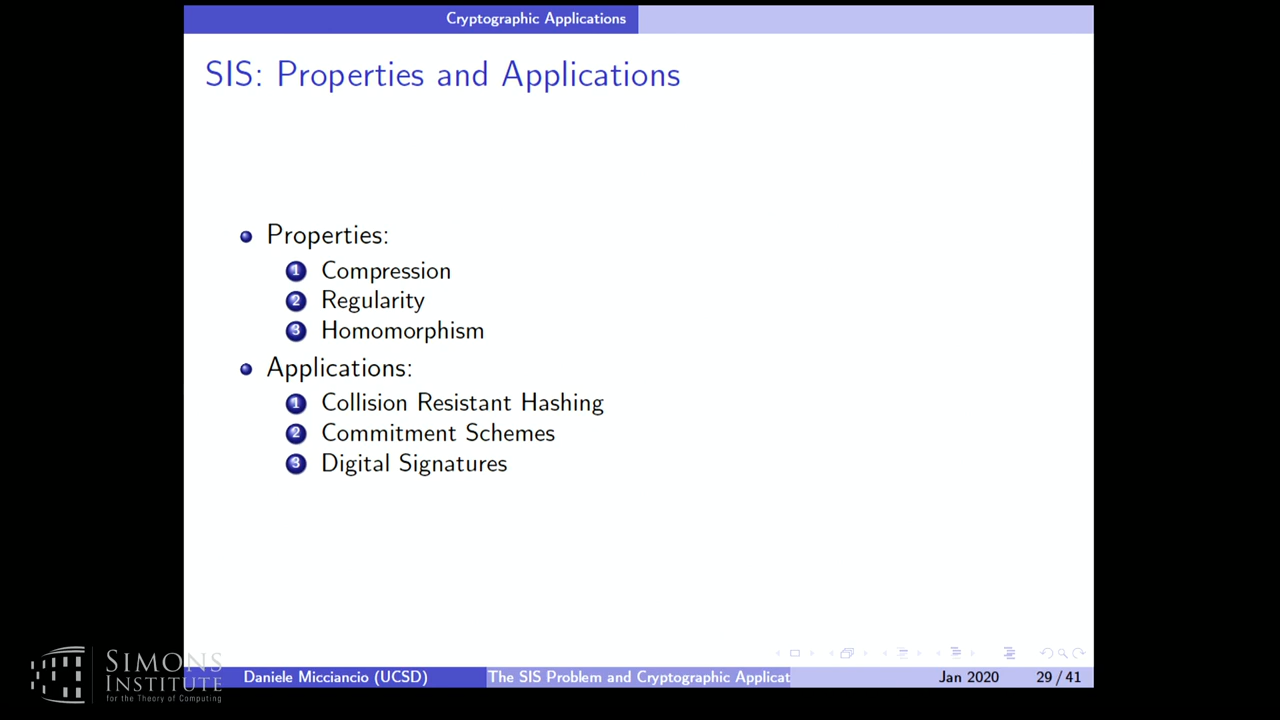 Cryptographic Applications
SIS: Properties and Applications
Properties:
1 Compression
2 Regularity
3 Homomorphism
Applications:
1 Collision Resistant Hashing
2 Commitment Schemes
3 Digital Signatures
SIMONS
INSTITUTE
for the Theory of Computing
Daniele Micciancio (UCSD)
The SIS Problem and Cryptographic Applicat
Jan 2020
29 / 41